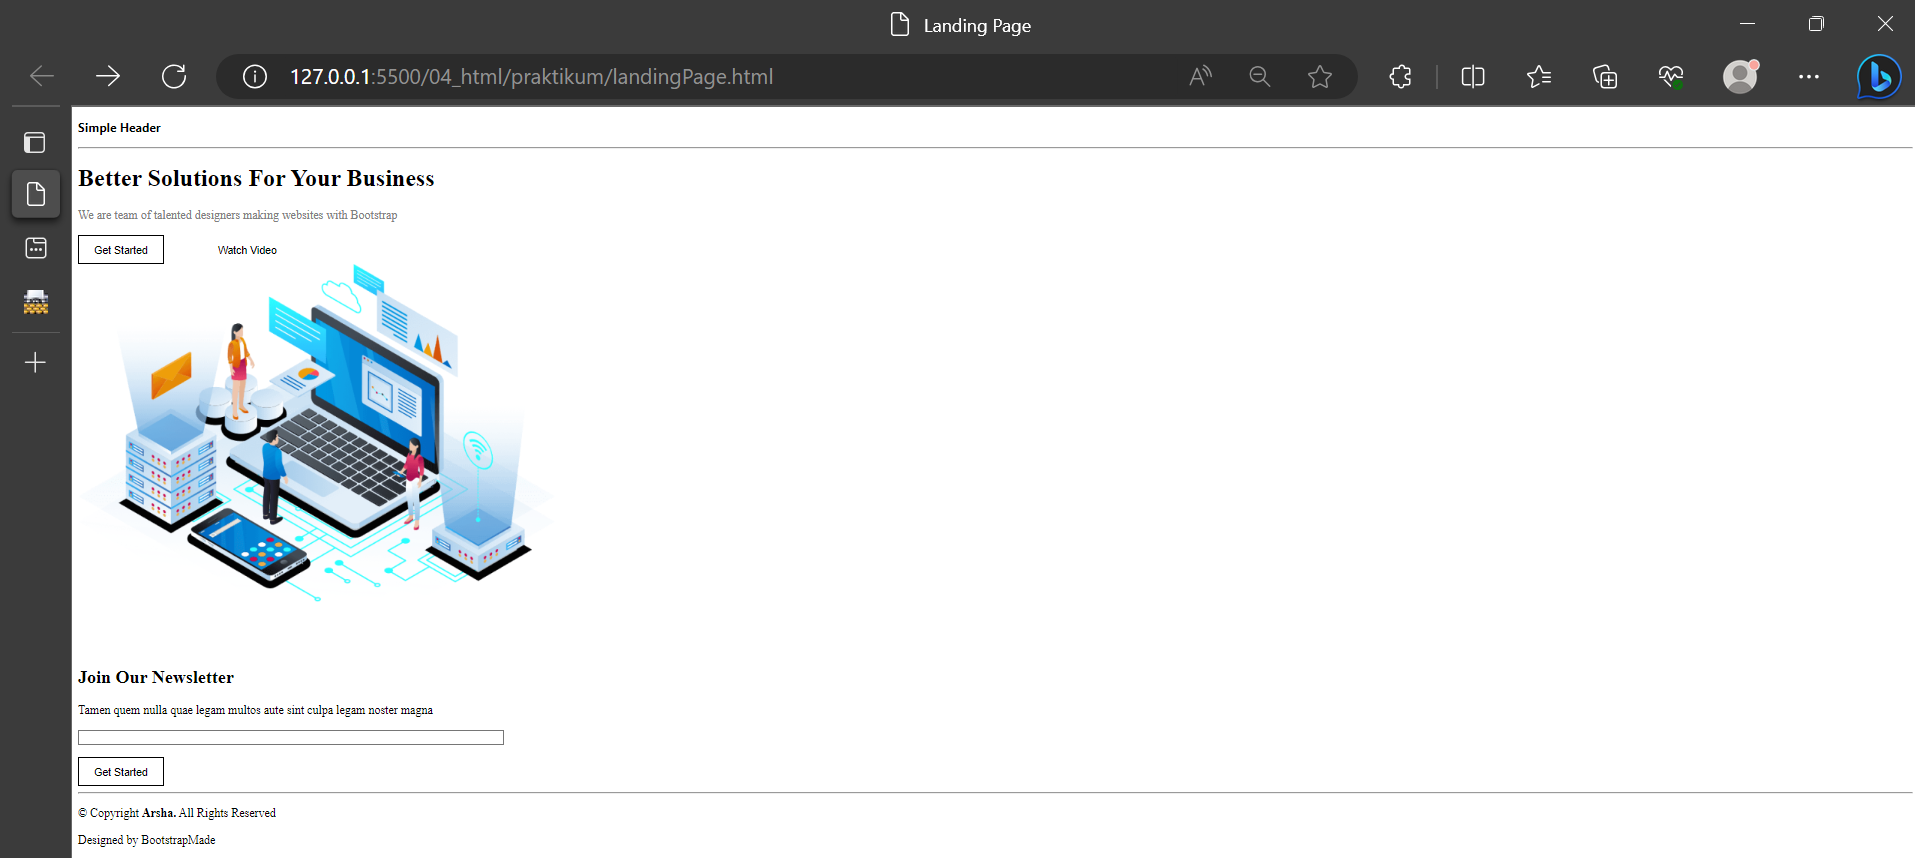 Landing Page
127.0.0.1:5500/04_html/praktikum/landingPage.html
Simple Header
Better Solutions For Your Business
We are team of talented designers making websites with Bootstrap
Get Started Watch Video
Join Our Newsletter
Tamen quem nulla quae legam multos aute sint culpa legam noster magna
Get Started
© Copyright Arsha. All Rights Reserved
Designed by BootstrapMade